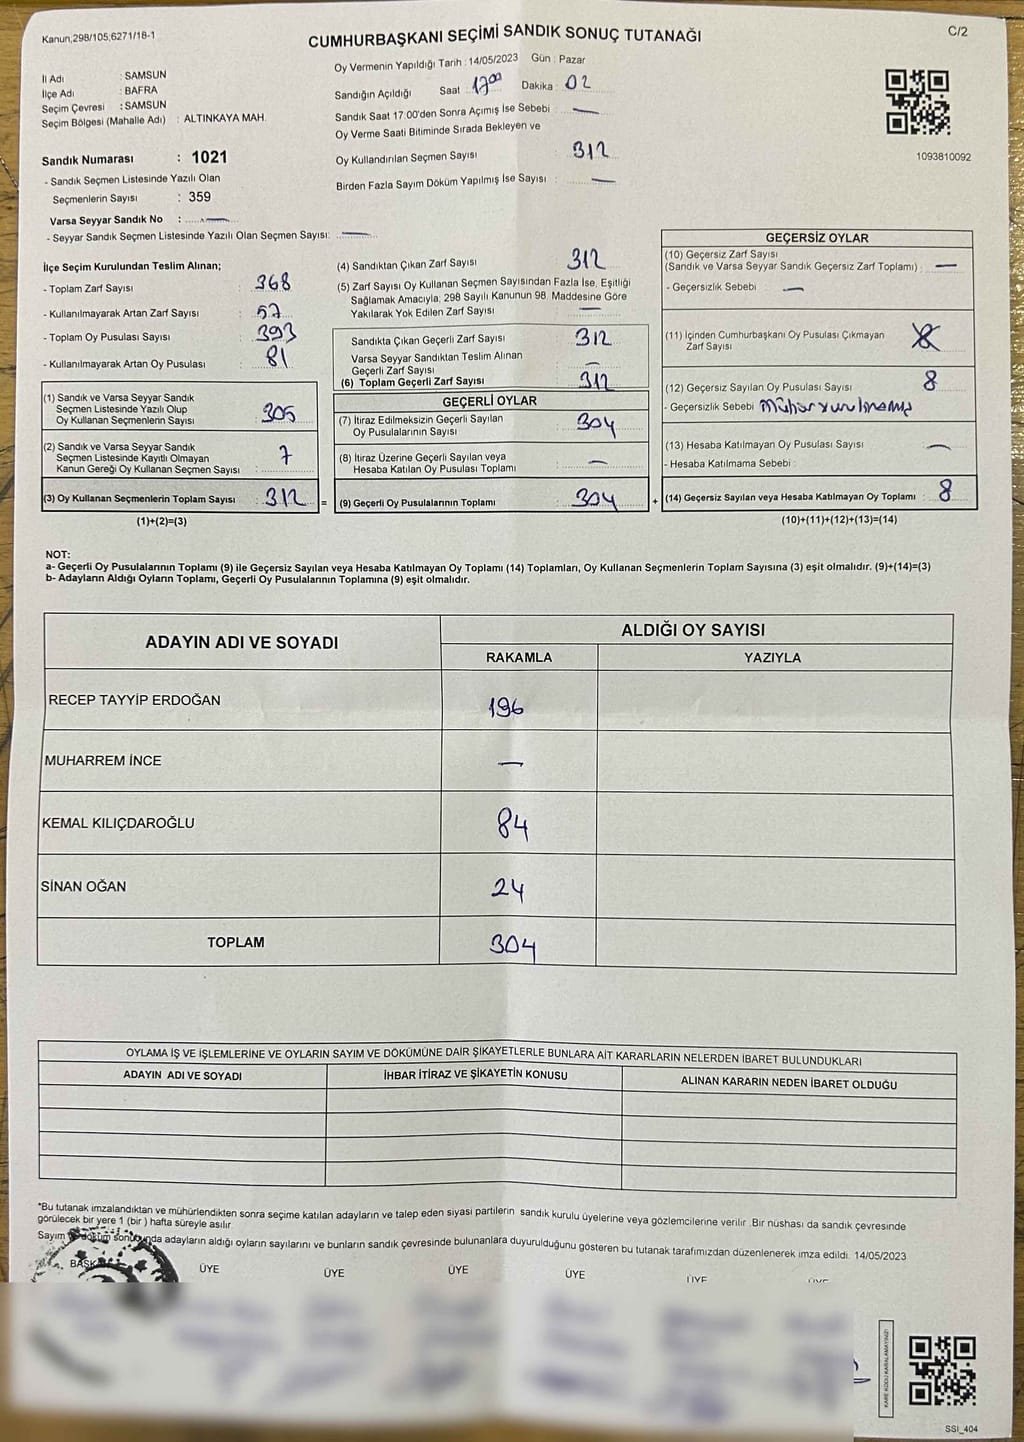 Kanun;298/105;6271/18-1
CUMHURBAŞKANI SEÇİMİ SANDIK SONUÇ TUTANAĞI
C/2
İl Adı : SAMSUN
İlçe Adı : BAFRA
Seçim Çevresi : SAMSUN
Seçim Bölgesi (Mahalle Adı) : ALTINKAYA MAH.
Sandık Numarası : 1021
- Sandık Seçmen Listesinde Yazılı Olan
Seçmenlerin Sayısı : 359
Varsa Seyyar Sandık No : —
- Seyyar Sandık Seçmen Listesinde Yazılı Olan Seçmen Sayısı: —
Oy Vermenin Yapıldığı Tarih : 14/05/2023 Gün : Pazar
Sandığın Açıldığı Saat : 17:00 Dakika : 02
Sandık Saat 17:00'den Sonra Açımış İse Sebebi : —
Oy Verme Saati Bitiminde Sırada Bekleyen ve
Oy Kullandırılan Seçmen Sayısı : 312
Birden Fazla Sayım Döküm Yapılmış İse Sayısı : —
1093810092
İlçe Seçim Kurulundan Teslim Alınan;
- Toplam Zarf Sayısı : 368
- Kullanılmayarak Artan Zarf Sayısı : 57
- Toplam Oy Pusulası Sayısı : 393
- Kullanılmayarak Artan Oy Pusulası : 81
(1) Sandık ve Varsa Seyyar Sandık
Seçmen Listesinde Yazılı Olup
Oy Kullanan Seçmenlerin Sayısı : 305
(2) Sandık ve Varsa Seyyar Sandık
Seçmen Listesinde Kayıtlı Olmayan
Kanun Gereği Oy Kullanan Seçmen Sayısı : 7
(3) Oy Kullanan Seçmenlerin Toplam Sayısı : 312 =
(1)+(2)=(3)
(4) Sandıktan Çıkan Zarf Sayısı : 312
(5) Zarf Sayısı Oy Kullanan Seçmen Sayısından Fazla İse, Eşitliği
Sağlamak Amacıyla; 298 Sayılı Kanunun 98. Maddesine Göre
Yakılarak Yok Edilen Zarf Sayısı : —
Sandıkta Çıkan Geçerli Zarf Sayısı : 312
Varsa Seyyar Sandıktan Teslim Alınan
Geçerli Zarf Sayısı : —
(6) Toplam Geçerli Zarf Sayısı : 312
GEÇERLİ OYLAR
(7) İtiraz Edilmeksizin Geçerli Sayılan
Oy Pusulalarının Sayısı : 304
(8) İtiraz Üzerine Geçerli Sayılan veya
Hesaba Katılan Oy Pusulası Toplamı : —
(9) Geçerli Oy Pusulalarının Toplamı : 304 +
GEÇERSİZ OYLAR
(10) Geçersiz Zarf Sayısı
(Sandık ve Varsa Seyyar Sandık Geçersiz Zarf Toplamı) : —
- Geçersizlik Sebebi : —
(11) İçinden Cumhurbaşkanı Oy Pusulası Çıkmayan
Zarf Sayısı
(12) Geçersiz Sayılan Oy Pusulası Sayısı : 8
- Geçersizlik Sebebi : Mühür vurulmamış
(13) Hesaba Katılmayan Oy Pusulası Sayısı : —
- Hesaba Katılmama Sebebi :
(14) Geçersiz Sayılan veya Hesaba Katılmayan Oy Toplamı : 8
(10)+(11)+(12)+(13)=(14)
NOT:
a- Geçerli Oy Pusulalarının Toplamı (9) ile Geçersiz Sayılan veya Hesaba Katılmayan Oy Toplamı (14) Toplamları, Oy Kullanan Seçmenlerin Toplam Sayısına (3) eşit olmalıdır. (9)+(14)=(3)
b- Adayların Aldığı Oyların Toplamı, Geçerli Oy Pusulalarının Toplamına (9) eşit olmalıdır.
ADAYIN ADI VE SOYADI
ALDIĞI OY SAYISI
RAKAMLA YAZIYLA
RECEP TAYYİP ERDOĞAN 196
MUHARREM İNCE —
KEMAL KILIÇDAROĞLU 84
SİNAN OĞAN 24
TOPLAM 304
OYLAMA İŞ VE İŞLEMLERİNE VE OYLARIN SAYIM VE DÖKÜMÜNE DAİR ŞİKAYETLERLE BUNLARA AİT KARARLARIN NELERDEN İBARET BULUNDUKLARI
ADAYIN ADI VE SOYADI İHBAR İTİRAZ VE ŞİKAYETİN KONUSU ALINAN KARARIN NEDEN İBARET OLDUĞU
*Bu tutanak imzalandıktan ve mühürlendikten sonra seçime katılan adayların ve talep eden siyasi partilerin sandık kurulu üyelerine veya gözlemcilerine verilir. Bir nüshası da sandık çevresinde
görülecek bir yere 1 (bir ) hafta süreyle asılır.
Sayım döküm sonucunda adayların aldığı oyların sayılarını ve bunların sandık çevresinde bulunanlara duyurulduğunu gösteren bu tutanak tarafımızdan düzenlenerek imza edildi. 14/05/2023
BAŞKAN ÜYE ÜYE ÜYE ÜYE ÜYE ÜYE
KARE KODU KARALAMAYINIZ!
SSI_404